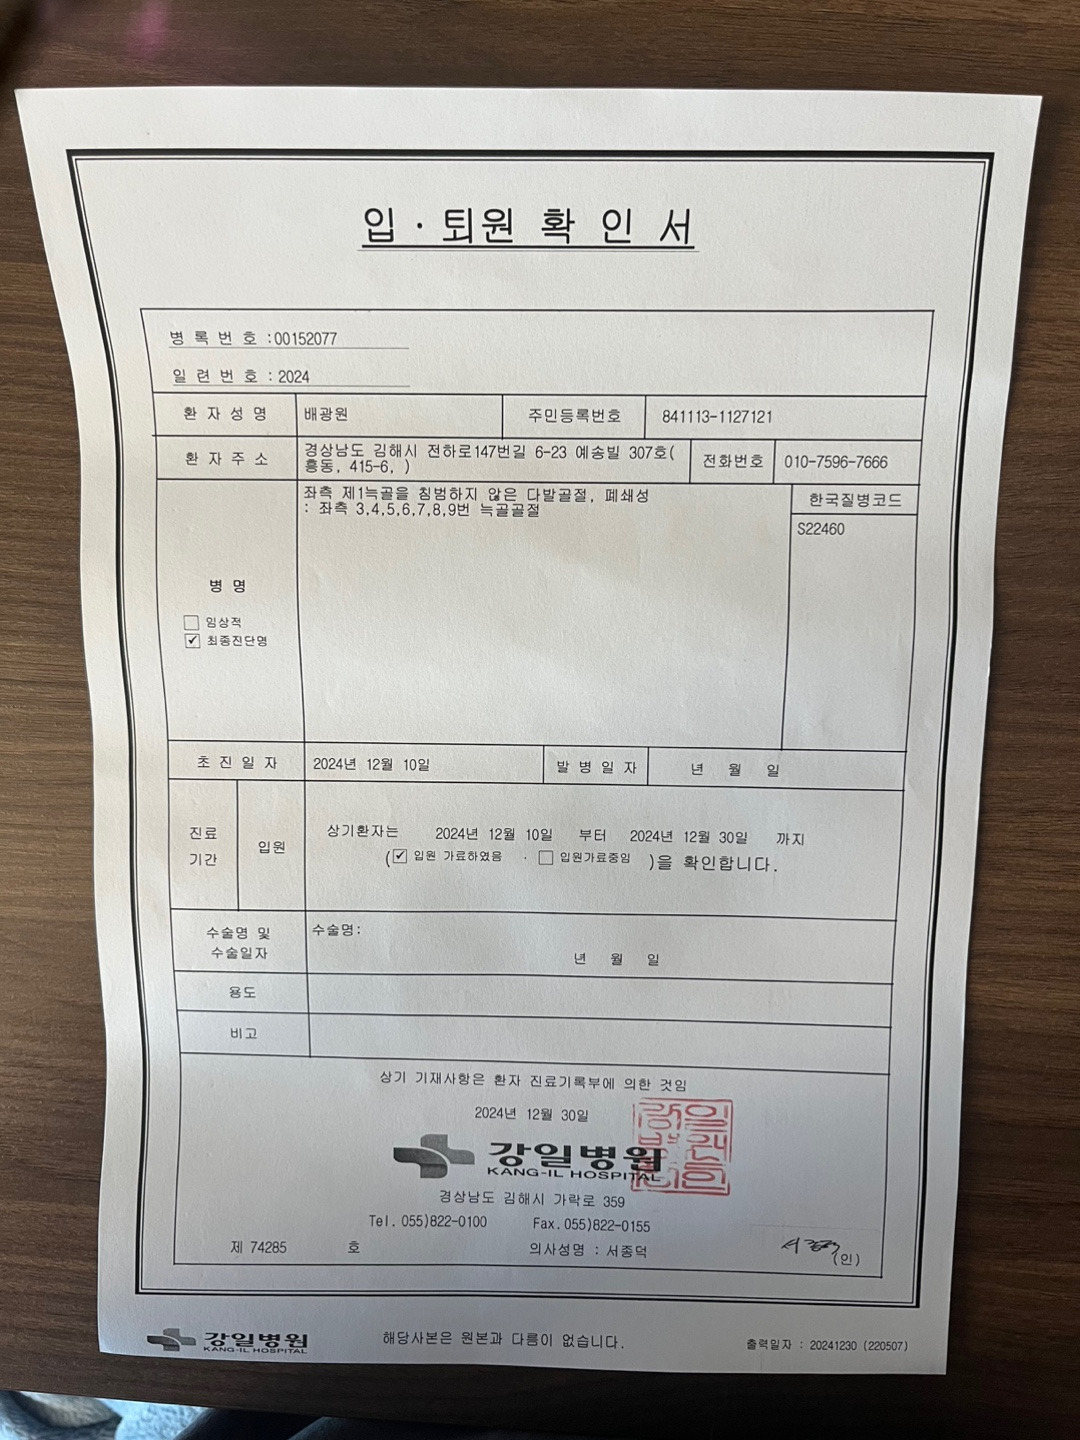 입 · 퇴원 확 인 서
병 록 번 호 :00152077
일 련 번 호 : 2024
환 자 성 명 배광원 주민등록번호 841113-1127121
환 자 주 소 경상남도 김해시 전하로147번길 6-23 예송빌 307호(
흥동, 415-6, ) 전화번호 010-7596-7666
좌측 제1늑골을 침범하지 않은 다발골절, 폐쇄성 한국질병코드
: 좌측 3,4,5,6,7,8,9번 늑골골절 S22460
병 명
☐ 임상적
☑ 최종진단명
초 진 일 자 2024년 12월 10일 발 병 일 자 년 월 일
진료 기간 입원 상기환자는 2024년 12월 10일 부터 2024년 12월 30일 까지
(☑ 입원 가료하였음 · ☐ 입원가료중임 )을 확인합니다.
수술명 및 수술명:
수술일자 년 월 일
용도
비고
상기 기재사항은 환자 진료기록부에 의한 것임
2024년 12월 30일
강일병원
KANG-IL HOSPITAL
경상남도 김해시 가락로 359
Tel. 055)822-0100 Fax. 055)822-0155
제 74285 호 의사성명 : 서종덕 (인)
강일병원 해당사본은 원본과 다름이 없습니다. 출력일자 : 20241230 (220507)
KANG-IL HOSPITAL